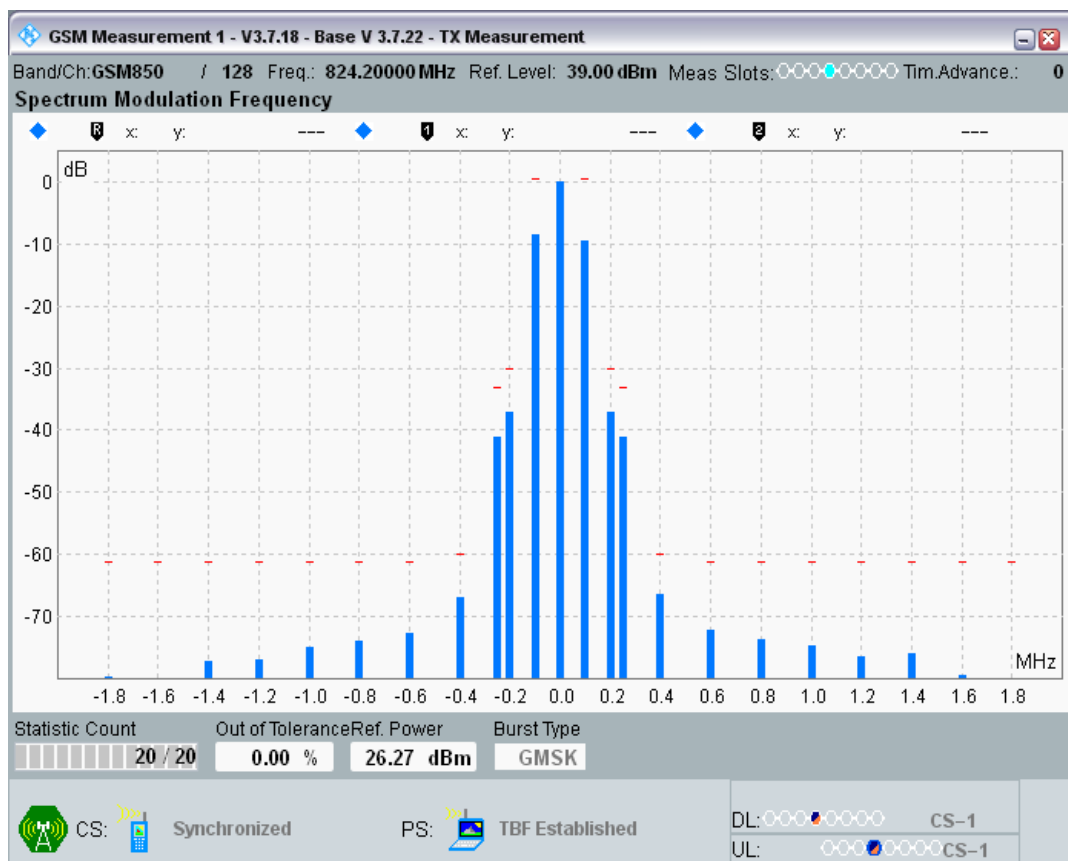 GSM Measurement 1 - V3.7.18 - Base V 3.7.22 - TX Measurement
Band/Ch:GSM850 / 128 Freq.: 824.20000 MHz Ref. Level: 39.00 dBm Meas Slots: Tim.Advance.: 0
Spectrum Modulation Frequency
R x: y: --- 1 x: y: --- 2 x: y: ---
dB
0
-10
-20
-30
-40
-50
-60
-70
MHz
-1.8 -1.6 -1.4 -1.2 -1.0 -0.8 -0.6 -0.4 -0.2 0.0 0.2 0.4 0.6 0.8 1.0 1.2 1.4 1.6 1.8
Statistic Count Out of Tolerance Ref. Power Burst Type
20 / 20 0.00 % 26.27 dBm GMSK
CS: Synchronized PS: TBF Established
DL: CS-1
UL: CS-1